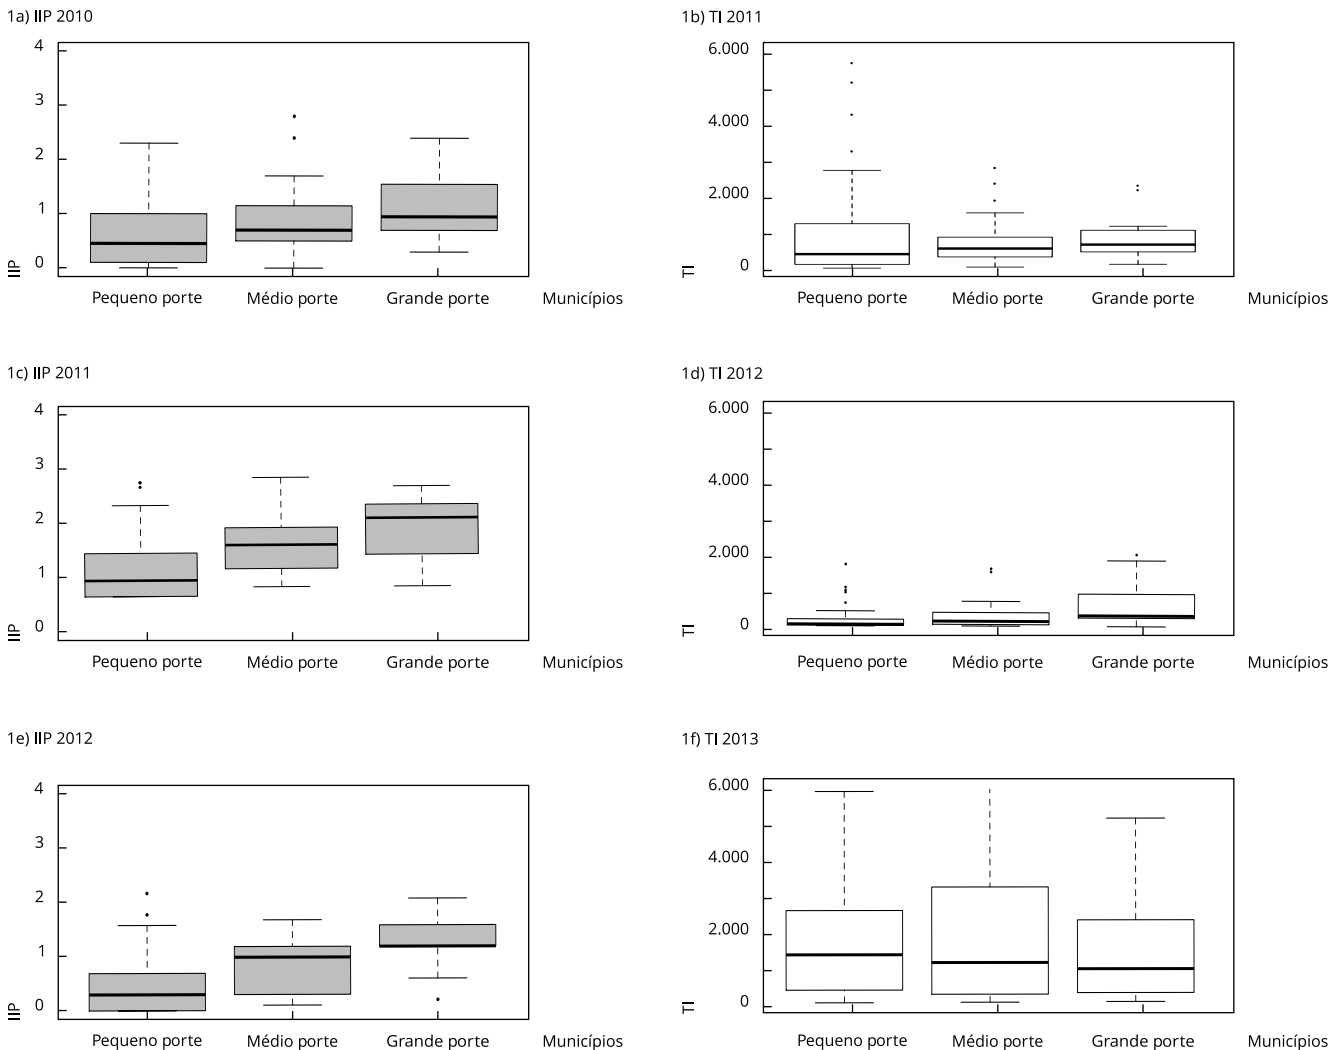 1a) IIP 2010
4
3
2
1
0
IIP
Pequeno porte Médio porte Grande porte Municípios
1b) TI 2011
6.000
4.000
2.000
0
TI
Pequeno porte Médio porte Grande porte Municípios
1c) IIP 2011
4
3
2
1
0
IIP
Pequeno porte Médio porte Grande porte Municípios
1d) TI 2012
6.000
4.000
2.000
0
TI
Pequeno porte Médio porte Grande porte Municípios
1e) IIP 2012
4
3
2
1
0
IIP
Pequeno porte Médio porte Grande porte Municípios
1f) TI 2013
6.000
4.000
2.000
0
TI
Pequeno porte Médio porte Grande porte Municípios